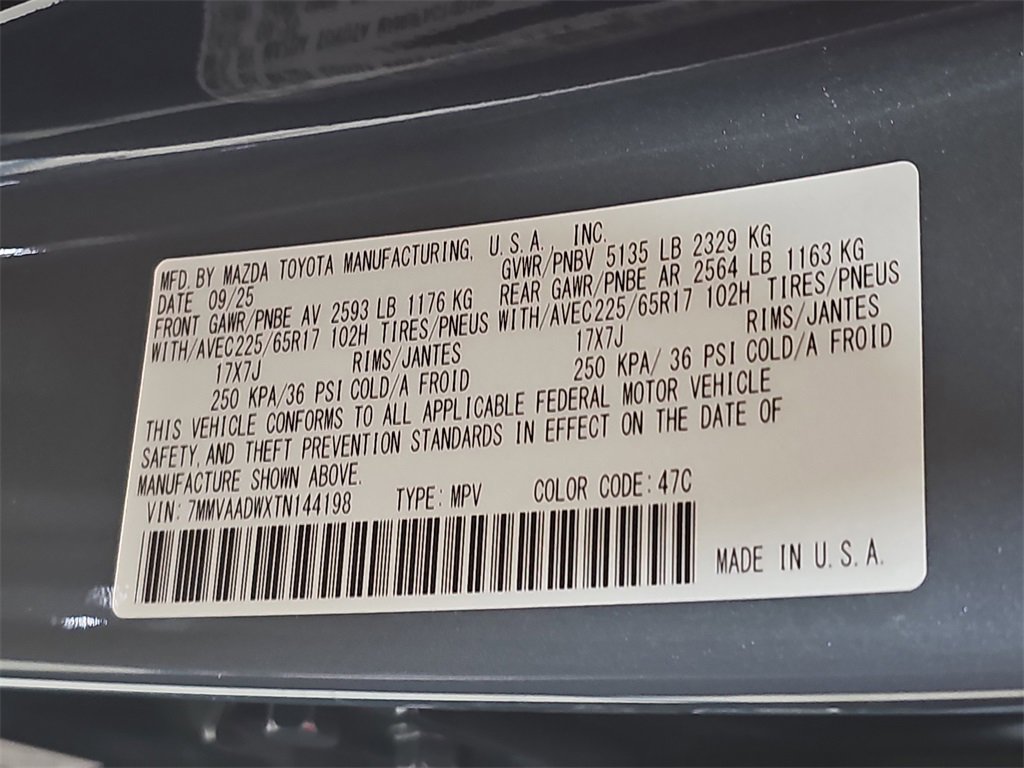 MFD. BY MAZDA TOYOTA MANUFACTURING, U.S.A., INC.
DATE 09/25 GVWR/PNBV 5135 LB 2329 KG
FRONT GAWR/PNBE AV 2593 LB 1176 KG REAR GAWR/PNBE AR 2564 LB 1163 KG
WITH/AVEC225/65R17 102H TIRES/PNEUS WITH/AVEC225/65R17 102H TIRES/PNEUS
17X7J RIMS/JANTES 17X7J RIMS/JANTES
250 KPA/36 PSI COLD/A FROID 250 KPA/ 36 PSI COLD/A FROID
THIS VEHICLE CONFORMS TO ALL APPLICABLE FEDERAL MOTOR VEHICLE
SAFETY, AND THEFT PREVENTION STANDARDS IN EFFECT ON THE DATE OF
MANUFACTURE SHOWN ABOVE.
VIN: 7MMVAADWXTN144198 TYPE: MPV COLOR CODE: 47C
MADE IN U.S.A.